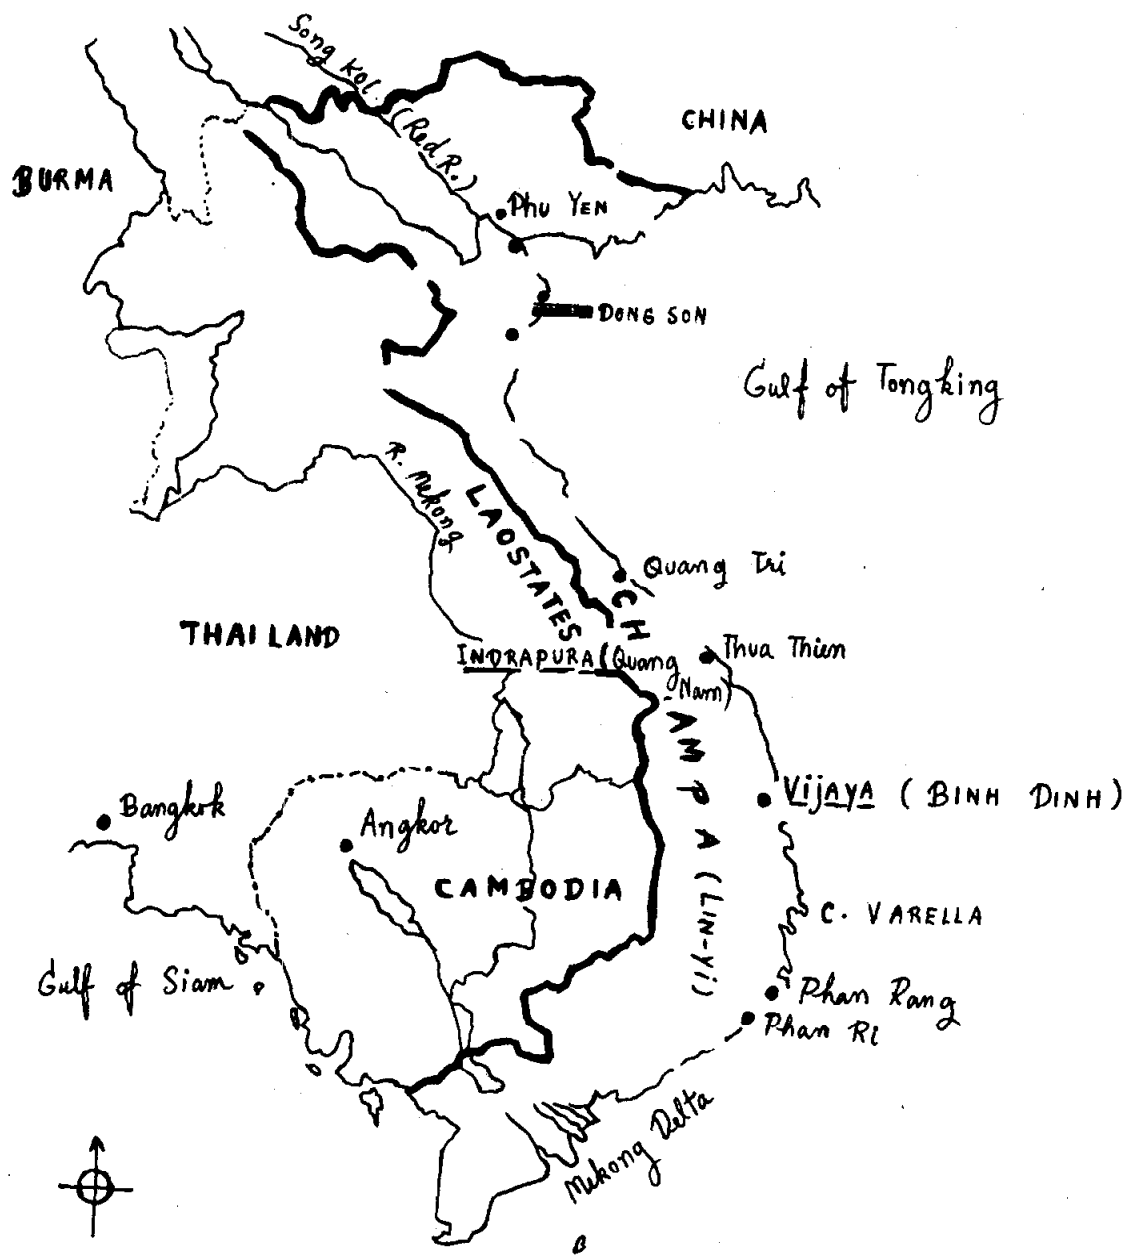 Song Koi (Red R.)
CHINA
BURMA
Phu YEN
DONG SON
Gulf of Tongking
R. Mekong
LAOSTATES
Quang Tri
THAILAND
CHAMPA (LIN-Yi)
INDRAPURA (Quang
Nam)
Thua Thien
Bangkok
VijAYA (BINH DINH)
Angkor
CAMBODIA
C. VARELLA
Gulf of Siam
Phan Rang
Phan Ri
Mekong Delta